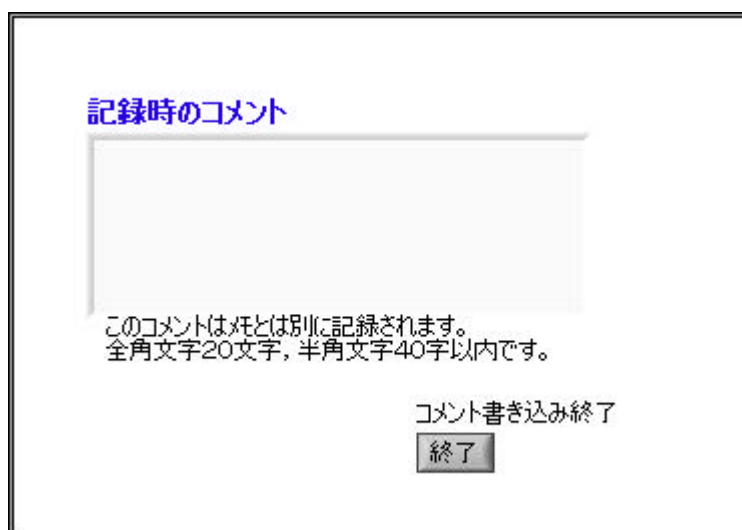 記録時のコメント
このコメントはメモとは別に記録されます。
全角文字20文字, 半角文字40字以内です。
コメント書き込み終了
終了